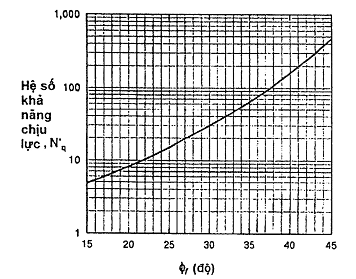 1,000
Hệ số
khả
năng
chịu
lực , N'q
100
10
1
15 20 25 30 35 40 45
ϕf (độ)